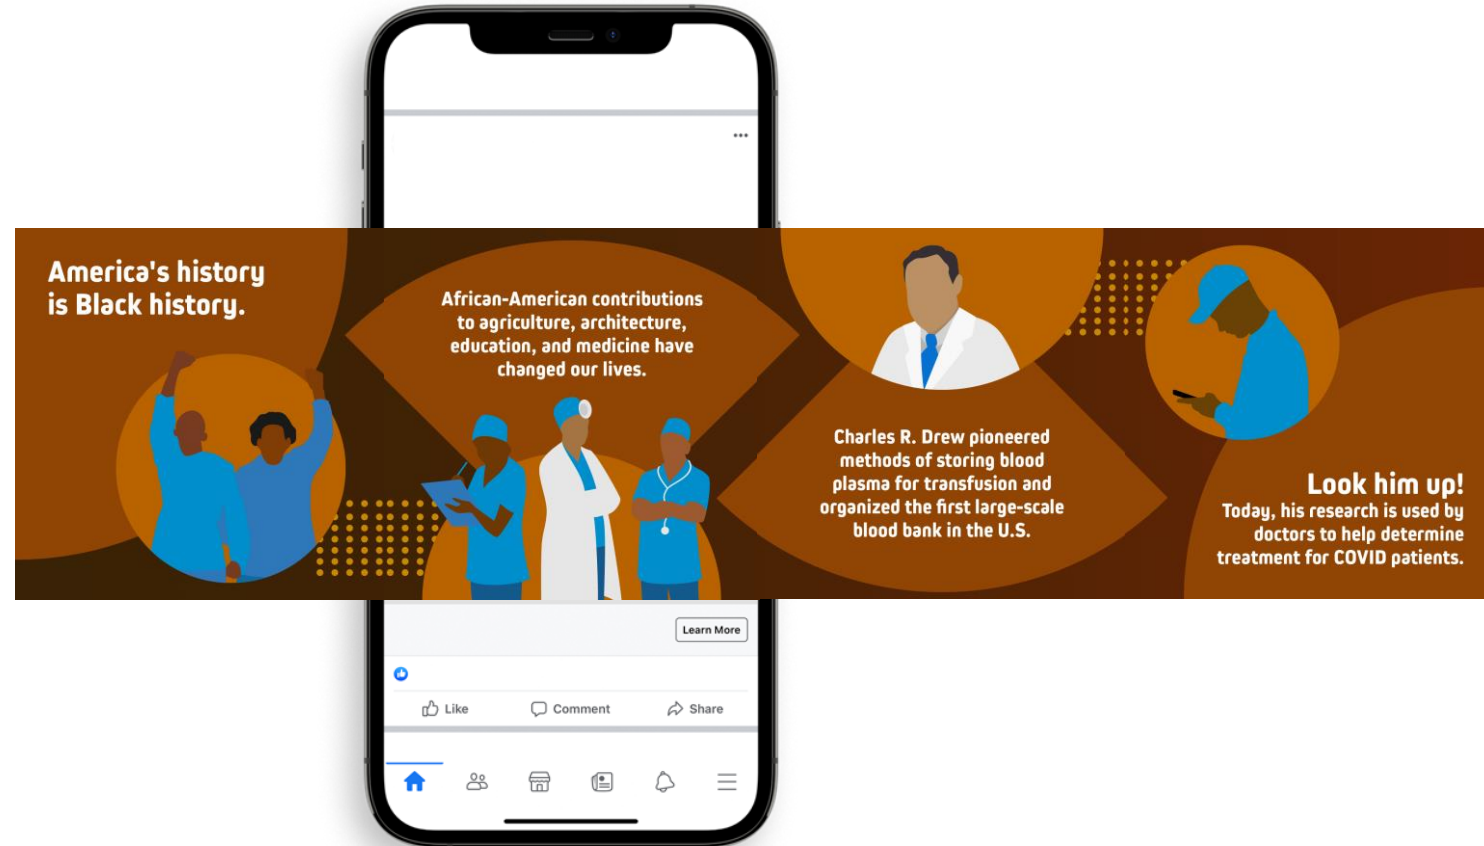 America's history
is Black history.
African-American contributions
to agriculture, architecture,
education, and medicine have
changed our lives.
Charles R. Drew pioneered
methods of storing blood
plasma for transfusion and
organized the first large-scale
blood bank in the U.S.
Look him up!
Today, his research is used by
doctors to help determine
treatment for COVID patients.
Learn More
Like
Comment
Share